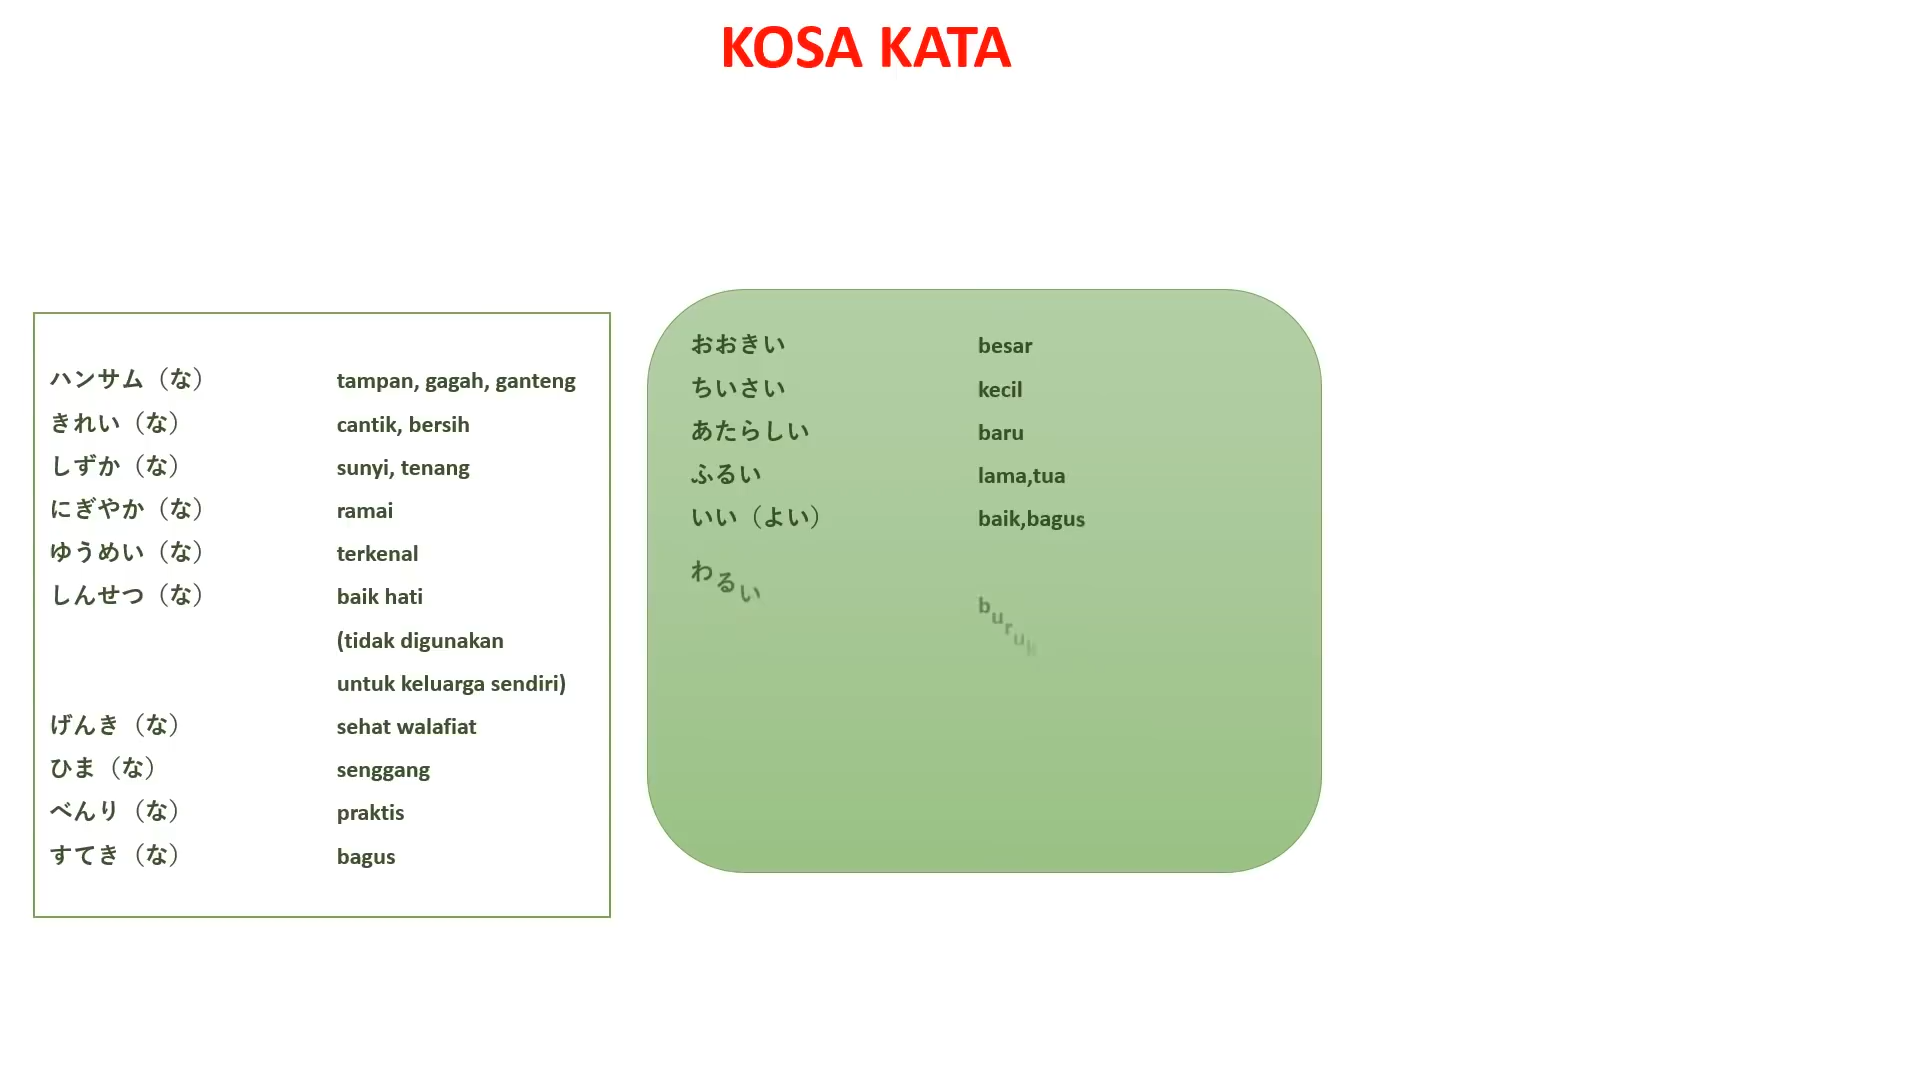 KOSA KATA
ハンサム（な） tampan, gagah, ganteng
きれい（な） cantik, bersih
しずか（な） sunyi, tenang
にぎやか（な） ramai
ゆうめい（な） terkenal
しんせつ（な） baik hati
(tidak digunakan
untuk keluarga sendiri)
げんき（な） sehat walafiat
ひま（な） senggang
べんり（な） praktis
すてき（な） bagus
おおきい besar
ちいさい kecil
あたらしい baru
ふるい lama,tua
いい（よい） baik,bagus
わるい buruk